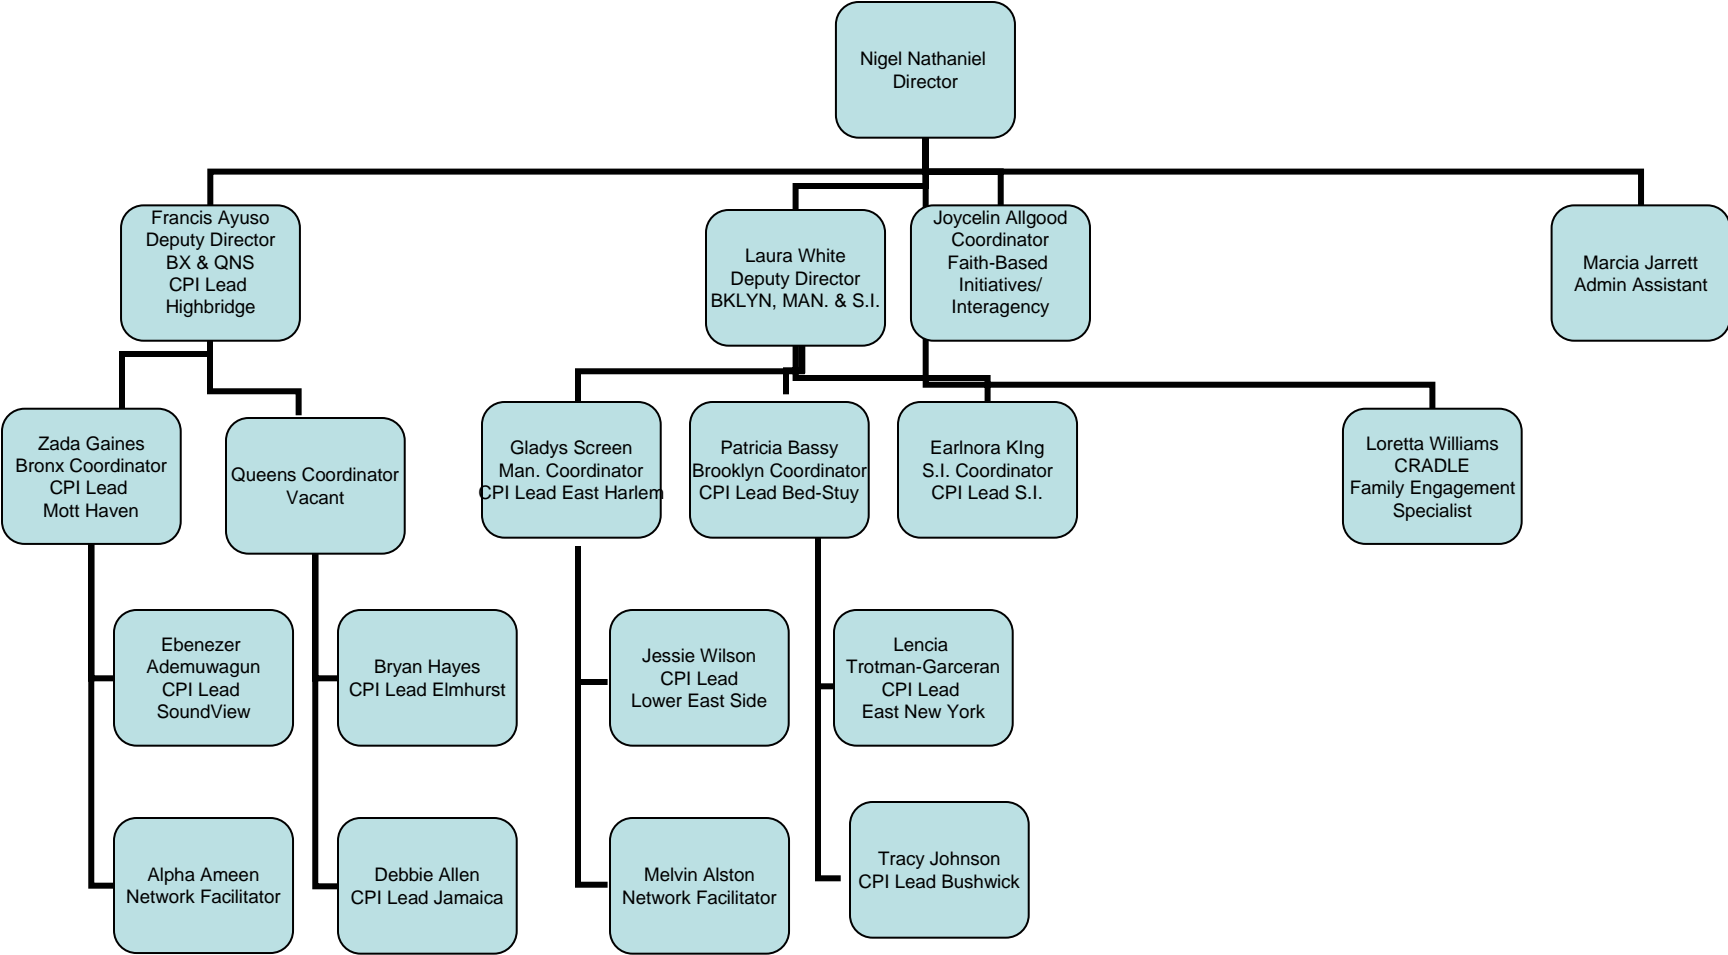 Nigel Nathaniel
Director
Francis Ayuso
Deputy Director
BX & QNS
CPI Lead
Highbridge
Laura White
Deputy Director
BKLYN, MAN. & S.I.
Joycelin Allgood
Coordinator
Faith-Based
Initiatives/
Interagency
Marcia Jarrett
Admin Assistant
Zada Gaines
Bronx Coordinator
CPI Lead
Mott Haven
Queens Coordinator
Vacant
Gladys Screen
Man. Coordinator
CPI Lead East Harlem
Patricia Bassy
Brooklyn Coordinator
CPI Lead Bed-Stuy
Earlnora KIng
S.I. Coordinator
CPI Lead S.I.
Loretta Williams
CRADLE
Family Engagement
Specialist
Ebenezer
Ademuwagun
CPI Lead
SoundView
Bryan Hayes
CPI Lead Elmhurst
Jessie Wilson
CPI Lead
Lower East Side
Lencia
Trotman-Garceran
CPI Lead
East New York
Alpha Ameen
Network Facilitator
Debbie Allen
CPI Lead Jamaica
Melvin Alston
Network Facilitator
Tracy Johnson
CPI Lead Bushwick